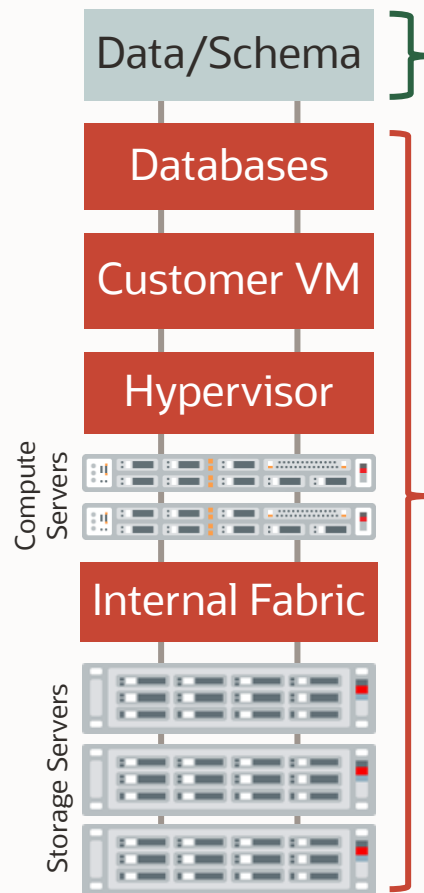 Data/Schema
Databases
Customer VM
Hypervisor
Compute
Servers
Internal Fabric
Storage Servers